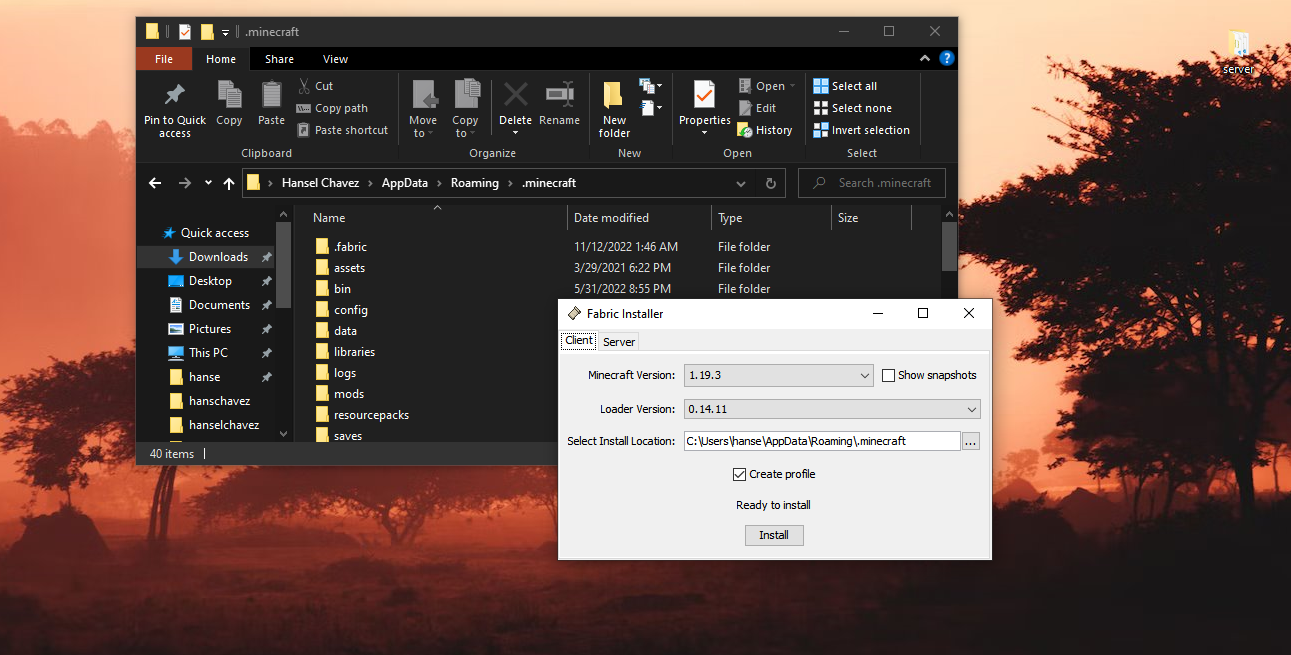 .minecraft
File Home Share View
Pin to Quick access
Copy
Paste
Cut
Copy path
Paste shortcut
Move to
Copy to
Delete
Rename
New folder
Properties
Open
Edit
History
Select all
Select none
Invert selection
Clipboard
Organize
New
Open
Select
Hansel Chavez › AppData › Roaming › .minecraft
Search .minecraft
Quick access
Downloads
Desktop
Documents
Pictures
This PC
hanse
hanschavez
hanselchavez
Name Date modified Type Size
.fabric 11/12/2022 1:46 AM File folder
assets 3/29/2021 6:22 PM File folder
bin 5/31/2022 8:55 PM File folder
config
data
libraries
logs
mods
resourcepacks
saves
40 items
Fabric Installer
Client Server
Minecraft Version: 1.19.3 Show snapshots
Loader Version: 0.14.11
Select Install Location: C:\Users\hanse\AppData\Roaming\.minecraft ...
Create profile
Ready to install
Install
server